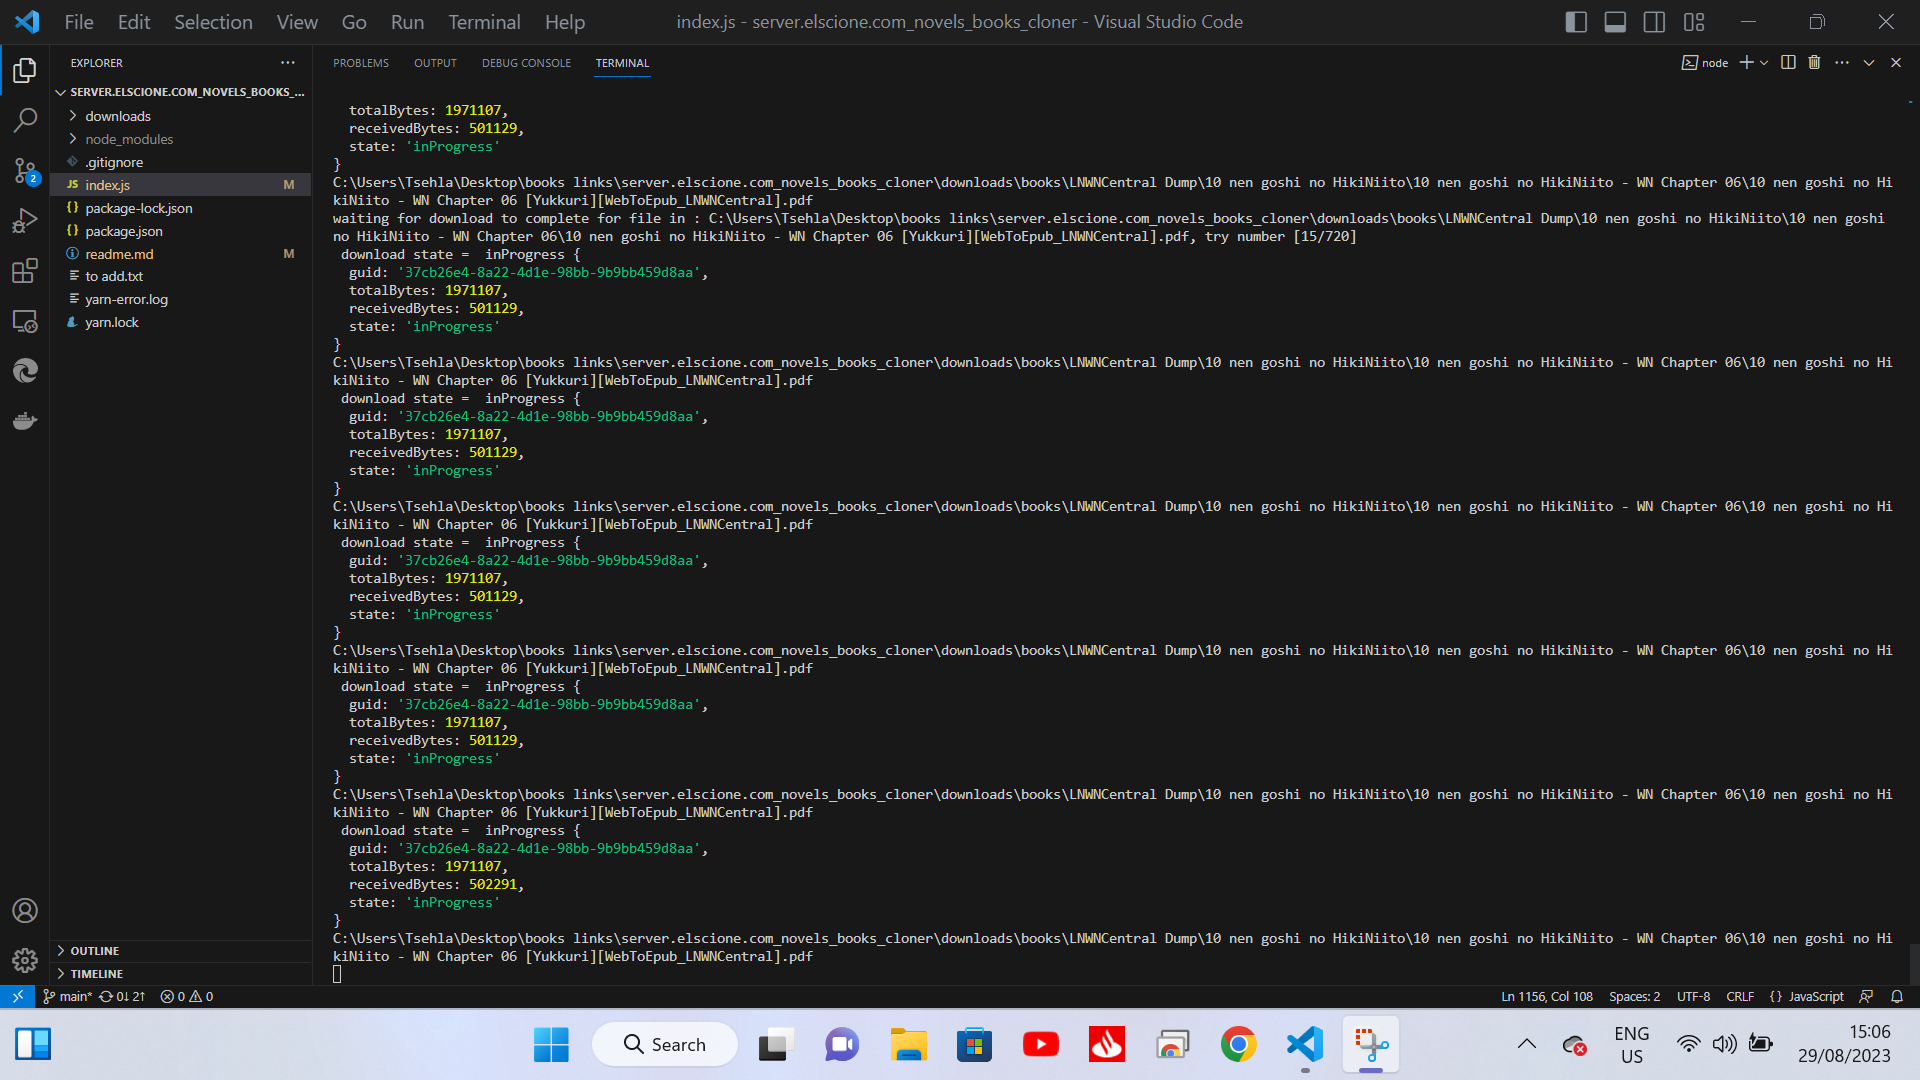 File Edit Selection View Go Run Terminal Help
index.js - server.elscione.com_novels_books_cloner - Visual Studio Code
EXPLORER
SERVER.ELSCIONE.COM_NOVELS_BOOKS_...
downloads
node_modules
.gitignore
JS index.js M
{} package-lock.json
{} package.json
readme.md M
to add.txt
yarn-error.log
yarn.lock
2
OUTLINE
TIMELINE
PROBLEMS OUTPUT DEBUG CONSOLE TERMINAL
node
totalBytes: 1971107,
receivedBytes: 501129,
state: 'inProgress'
}
C:\Users\Tsehla\Desktop\books links\server.elscione.com_novels_books_cloner\downloads\books\LNWNCentral Dump\10 nen goshi no HikiNiito\10 nen goshi no HikiNiito - WN Chapter 06\10 nen goshi no Hi
kiNiito - WN Chapter 06 [Yukkuri][WebToEpub_LNWNCentral].pdf
waiting for download to complete for file in : C:\Users\Tsehla\Desktop\books links\server.elscione.com_novels_books_cloner\downloads\books\LNWNCentral Dump\10 nen goshi no HikiNiito\10 nen goshi
no HikiNiito - WN Chapter 06\10 nen goshi no HikiNiito - WN Chapter 06 [Yukkuri][WebToEpub_LNWNCentral].pdf, try number [15/720]
download state =  inProgress {
guid: '37cb26e4-8a22-4d1e-98bb-9b9bb459d8aa',
totalBytes: 1971107,
receivedBytes: 501129,
state: 'inProgress'
}
C:\Users\Tsehla\Desktop\books links\server.elscione.com_novels_books_cloner\downloads\books\LNWNCentral Dump\10 nen goshi no HikiNiito\10 nen goshi no HikiNiito - WN Chapter 06\10 nen goshi no Hi
kiNiito - WN Chapter 06 [Yukkuri][WebToEpub_LNWNCentral].pdf
download state =  inProgress {
guid: '37cb26e4-8a22-4d1e-98bb-9b9bb459d8aa',
totalBytes: 1971107,
receivedBytes: 501129,
state: 'inProgress'
}
C:\Users\Tsehla\Desktop\books links\server.elscione.com_novels_books_cloner\downloads\books\LNWNCentral Dump\10 nen goshi no HikiNiito\10 nen goshi no HikiNiito - WN Chapter 06\10 nen goshi no Hi
kiNiito - WN Chapter 06 [Yukkuri][WebToEpub_LNWNCentral].pdf
download state =  inProgress {
guid: '37cb26e4-8a22-4d1e-98bb-9b9bb459d8aa',
totalBytes: 1971107,
receivedBytes: 501129,
state: 'inProgress'
}
C:\Users\Tsehla\Desktop\books links\server.elscione.com_novels_books_cloner\downloads\books\LNWNCentral Dump\10 nen goshi no HikiNiito\10 nen goshi no HikiNiito - WN Chapter 06\10 nen goshi no Hi
kiNiito - WN Chapter 06 [Yukkuri][WebToEpub_LNWNCentral].pdf
download state =  inProgress {
guid: '37cb26e4-8a22-4d1e-98bb-9b9bb459d8aa',
totalBytes: 1971107,
receivedBytes: 501129,
state: 'inProgress'
}
C:\Users\Tsehla\Desktop\books links\server.elscione.com_novels_books_cloner\downloads\books\LNWNCentral Dump\10 nen goshi no HikiNiito\10 nen goshi no HikiNiito - WN Chapter 06\10 nen goshi no Hi
kiNiito - WN Chapter 06 [Yukkuri][WebToEpub_LNWNCentral].pdf
download state =  inProgress {
guid: '37cb26e4-8a22-4d1e-98bb-9b9bb459d8aa',
totalBytes: 1971107,
receivedBytes: 502291,
state: 'inProgress'
}
C:\Users\Tsehla\Desktop\books links\server.elscione.com_novels_books_cloner\downloads\books\LNWNCentral Dump\10 nen goshi no HikiNiito\10 nen goshi no HikiNiito - WN Chapter 06\10 nen goshi no Hi
kiNiito - WN Chapter 06 [Yukkuri][WebToEpub_LNWNCentral].pdf
main* 0↓ 2↑ 0 0
Ln 1156, Col 108 Spaces: 2 UTF-8 CRLF {} JavaScript
Search
ENG
US
15:06
29/08/2023